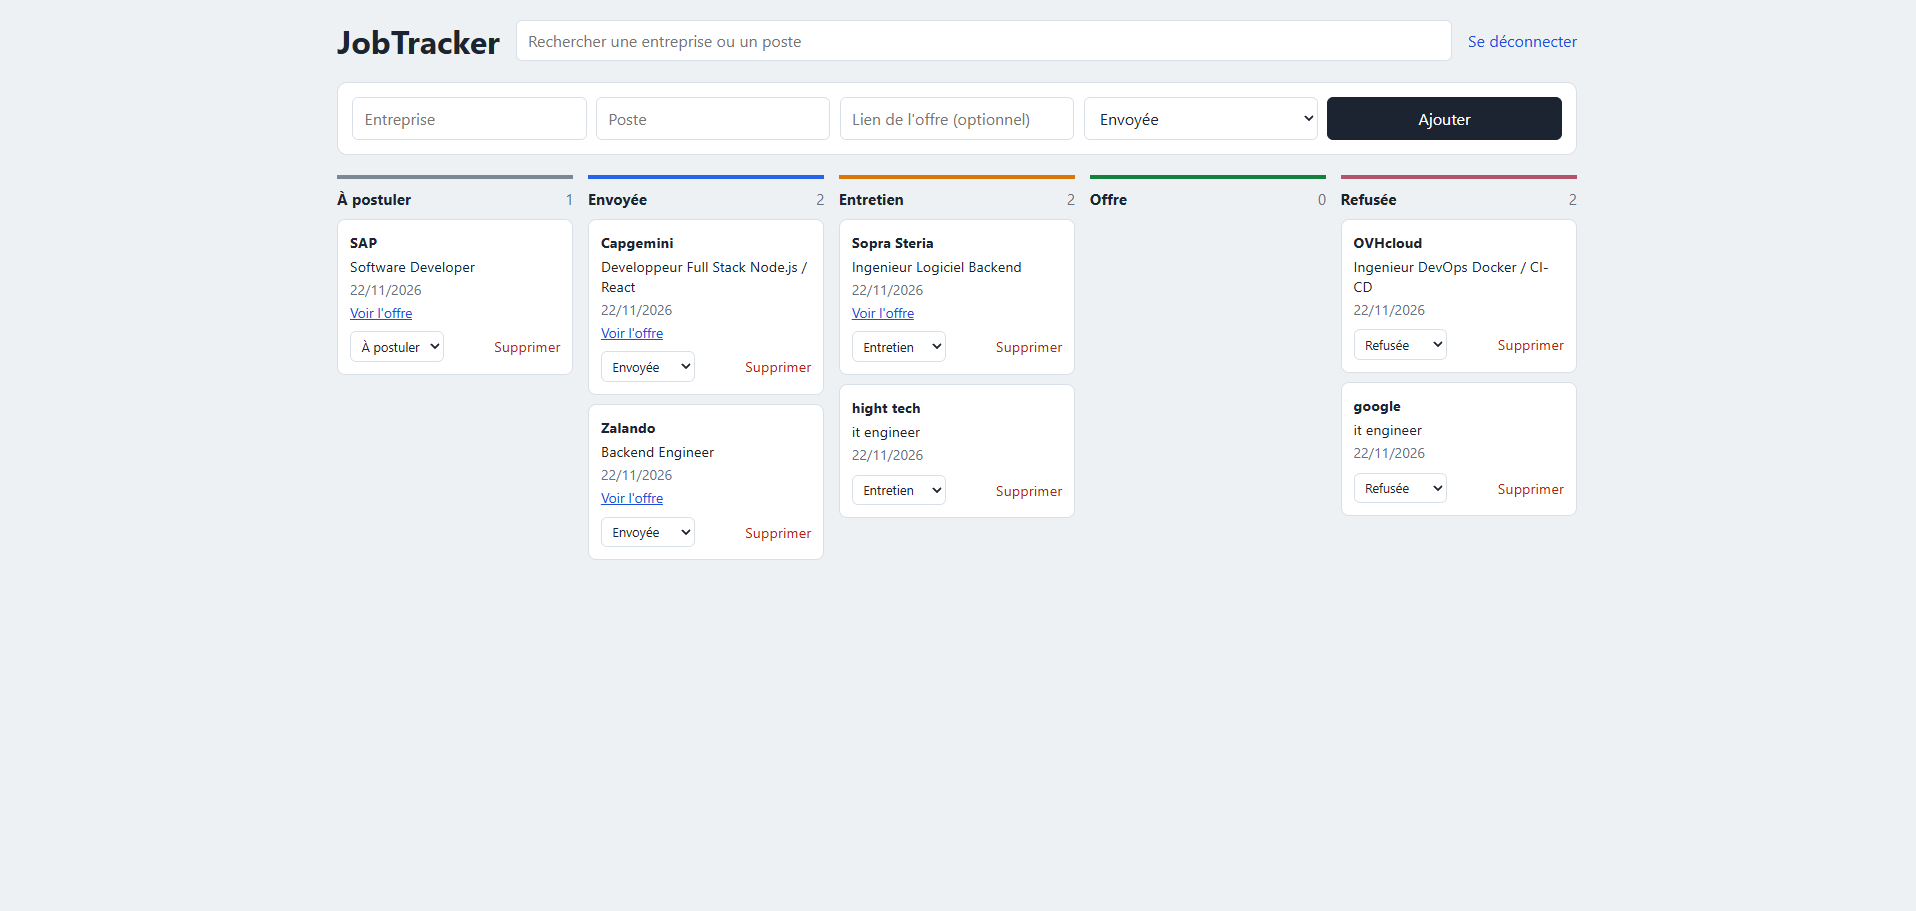 JobTracker
Rechercher une entreprise ou un poste
Se déconnecter
Entreprise
Poste
Lien de l'offre (optionnel)
Envoyée
Ajouter
À postuler 1
SAP
Software Developer
22/11/2026
Voir l'offre
À postuler
Supprimer
Envoyée 2
Capgemini
Developpeur Full Stack Node.js /
React
22/11/2026
Voir l'offre
Envoyée
Supprimer
Zalando
Backend Engineer
22/11/2026
Voir l'offre
Envoyée
Supprimer
Entretien 2
Sopra Steria
Ingenieur Logiciel Backend
22/11/2026
Voir l'offre
Entretien
Supprimer
hight tech
it engineer
22/11/2026
Entretien
Supprimer
Offre 0
Refusée 2
OVHcloud
Ingenieur DevOps Docker / CI-
CD
22/11/2026
Refusée
Supprimer
google
it engineer
22/11/2026
Refusée
Supprimer